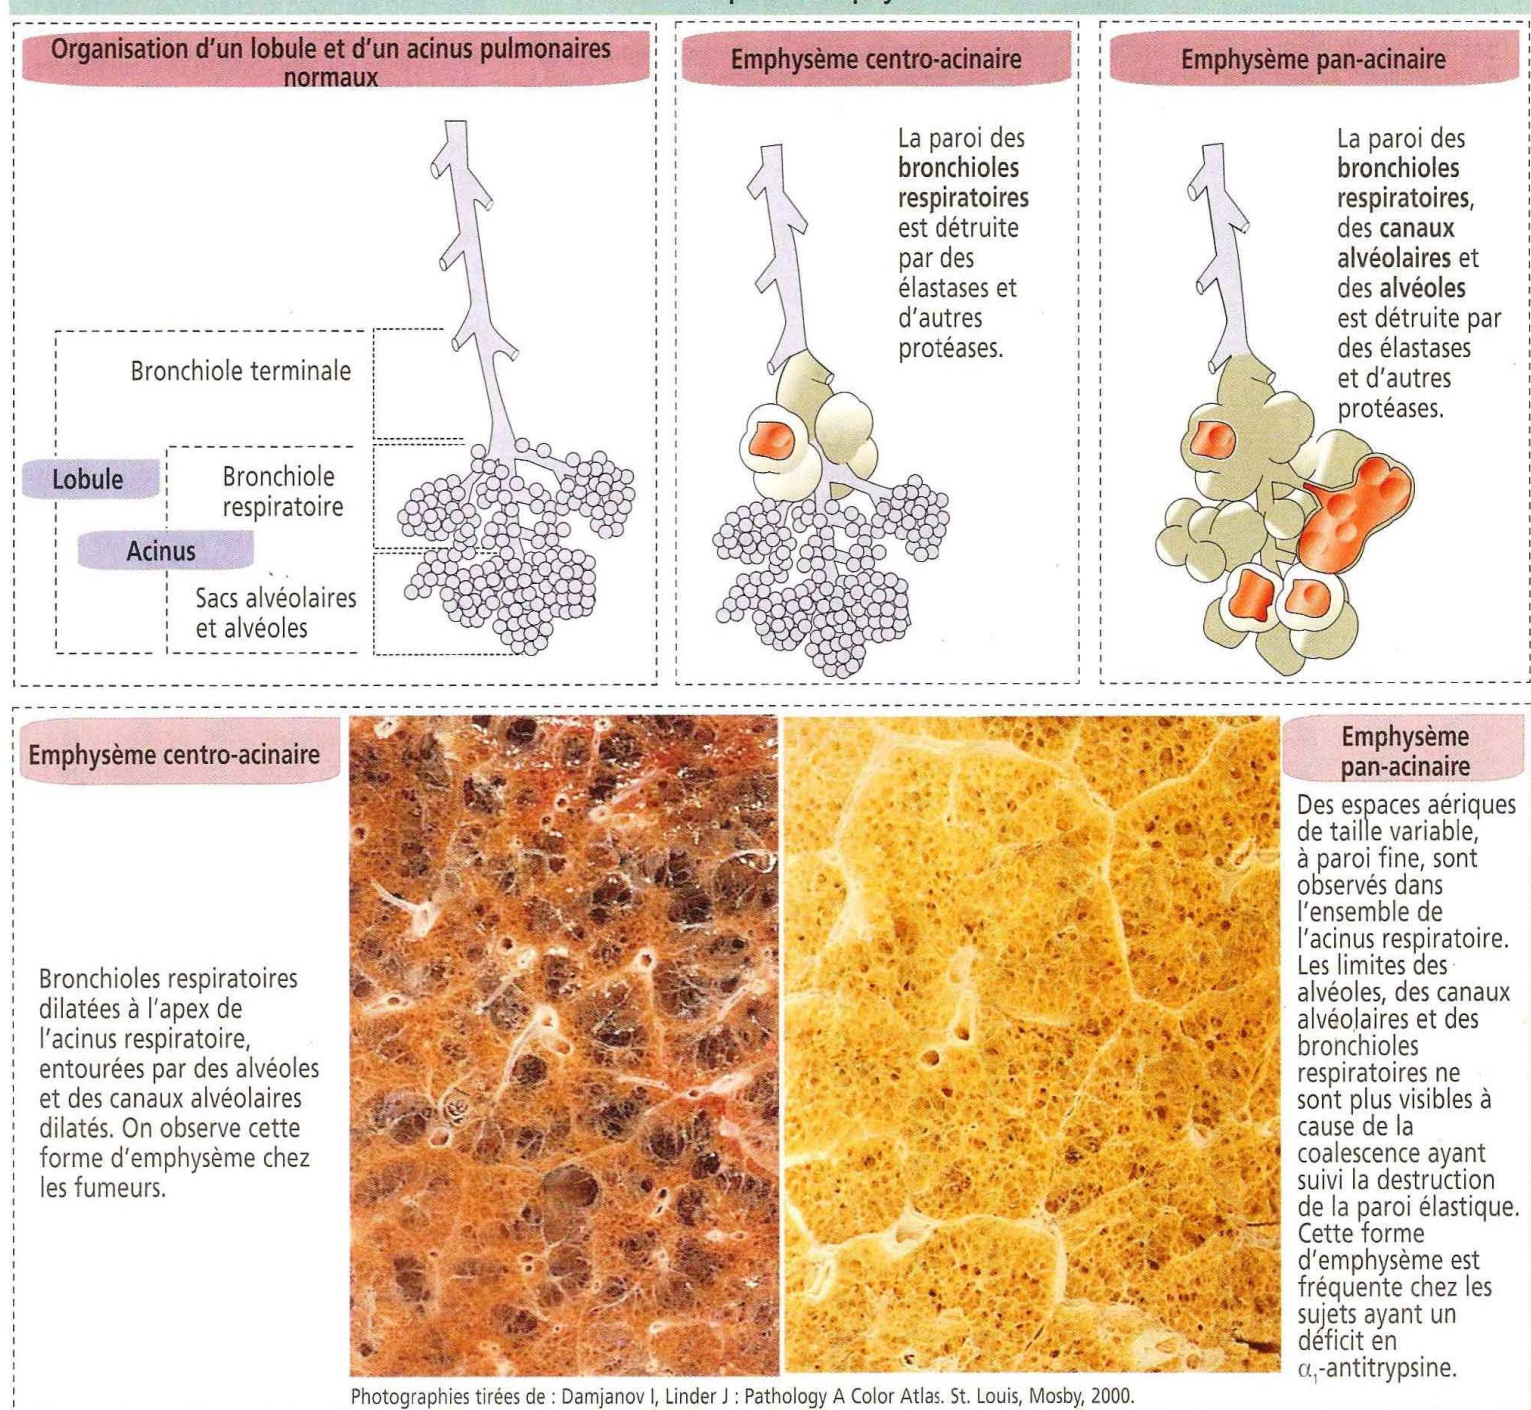 Organisation d'un lobule et d'un acinus pulmonaires
normaux
Bronchiole terminale
Lobule
Bronchiole
respiratoire
Acinus
Sacs alvéolaires
et alvéoles
Emphysème centro-acinaire
La paroi des
bronchioles
respiratoires
est détruite
par des
élastases et
d'autres
protéases.
Emphysème pan-acinaire
La paroi des
bronchioles
respiratoires,
des canaux
alvéolaires et
des alvéoles
est détruite par
des élastases
et d'autres
protéases.
Emphysème centro-acinaire
Bronchioles respiratoires
dilatées à l'apex de
l'acinus respiratoire,
entourées par des alvéoles
et des canaux alvéolaires
dilatés. On observe cette
forme d'emphysème chez
les fumeurs.
Emphysème
pan-acinaire
Des espaces aériques
de taille variable,
à paroi fine, sont
observés dans
l'ensemble de
l'acinus respiratoire.
Les limites des
alvéoles, des canaux
alvéolaires et des
bronchioles
respiratoires ne
sont plus visibles à
cause de la
coalescence ayant
suivi la destruction
de la paroi élastique.
Cette forme
d'emphysème est
fréquente chez les
sujets ayant un
déficit en
α₁-antitrypsine.
Photographies tirées de : Damjanov I, Linder J : Pathology A Color Atlas. St. Louis, Mosby, 2000.